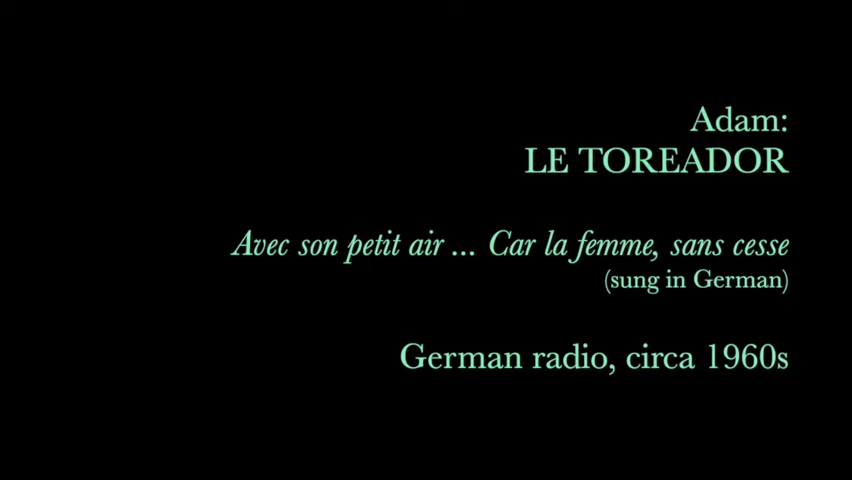 Adam:
LE TOREADOR
Avec son petit air ... Car la femme, sans cesse
(sung in German)
German radio, circa 1960s